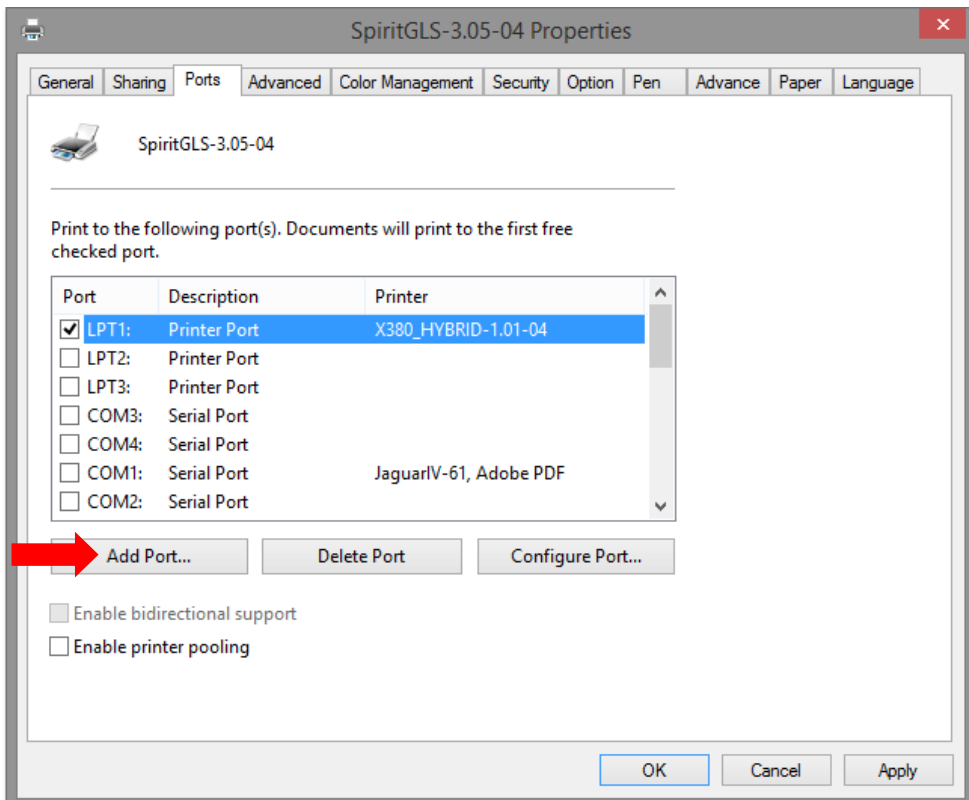 SpiritGLS-3.05-04 Properties
General Sharing Ports Advanced Color Management Security Option Pen Advance Paper Language
SpiritGLS-3.05-04
Print to the following port(s). Documents will print to the first free
checked port.
Port Description Printer
LPT1: Printer Port X380_HYBRID-1.01-04
LPT2: Printer Port
LPT3: Printer Port
COM3: Serial Port
COM4: Serial Port
COM1: Serial Port JaguarIV-61, Adobe PDF
COM2: Serial Port
Add Port... Delete Port Configure Port...
Enable bidirectional support
Enable printer pooling
OK Cancel Apply